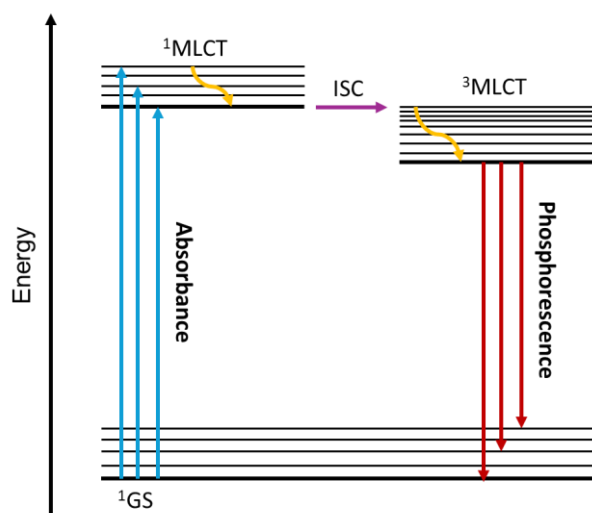 ¹MLCT
ISC
³MLCT
Energy
Absorbance
Phosphorescence
¹GS